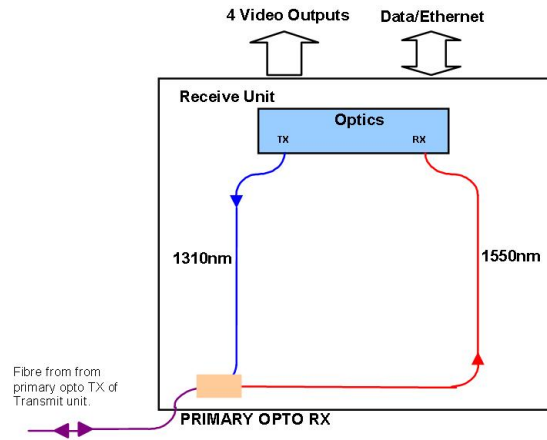 4 Video Outputs
Data/Ethernet
Receive Unit
Optics
TX
RX
1310nm
1550nm
Fibre from from
primary opto TX of
Transmit unit.
PRIMARY OPTO RX